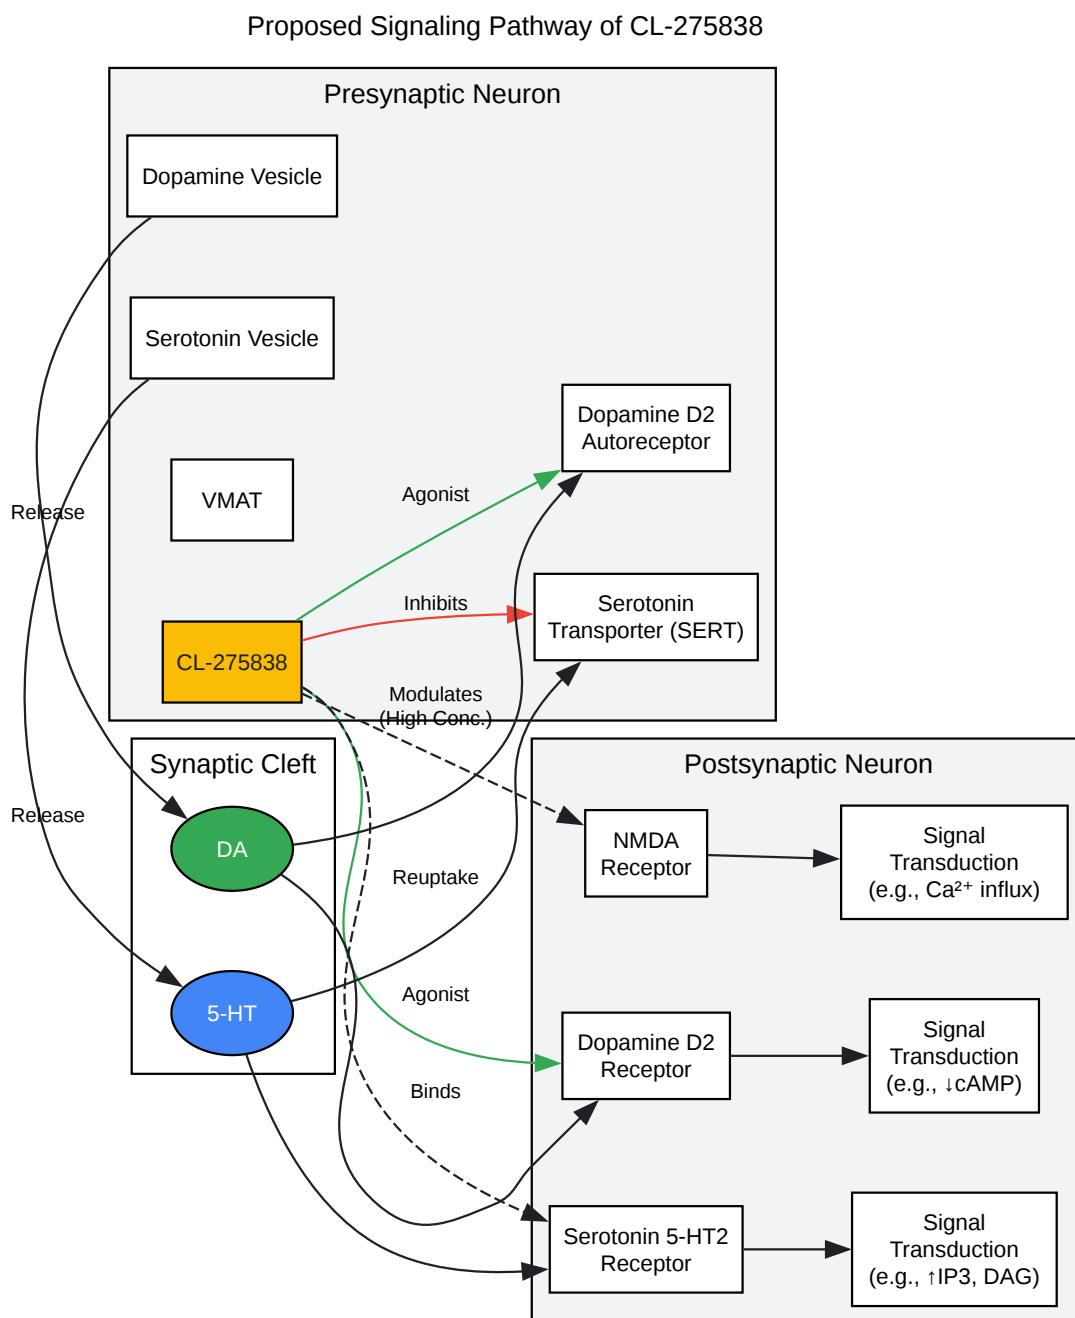 Proposed Signaling Pathway of CL-275838
Presynaptic Neuron
Dopamine Vesicle
Serotonin Vesicle
Dopamine D2
Autoreceptor
VMAT
Agonist
Release
Inhibits
Serotonin
Transporter (SERT)
CL-275838
Modulates
(High Conc.)
Synaptic Cleft
Postsynaptic Neuron
Release
DA
NMDA
Receptor
Signal
Transduction
(e.g., Ca²⁺ influx)
Reuptake
Agonist
5-HT
Dopamine D2
Receptor
Signal
Transduction
(e.g., ↓cAMP)
Binds
Serotonin 5-HT2
Receptor
Signal
Transduction
(e.g., ↑IP3, DAG)